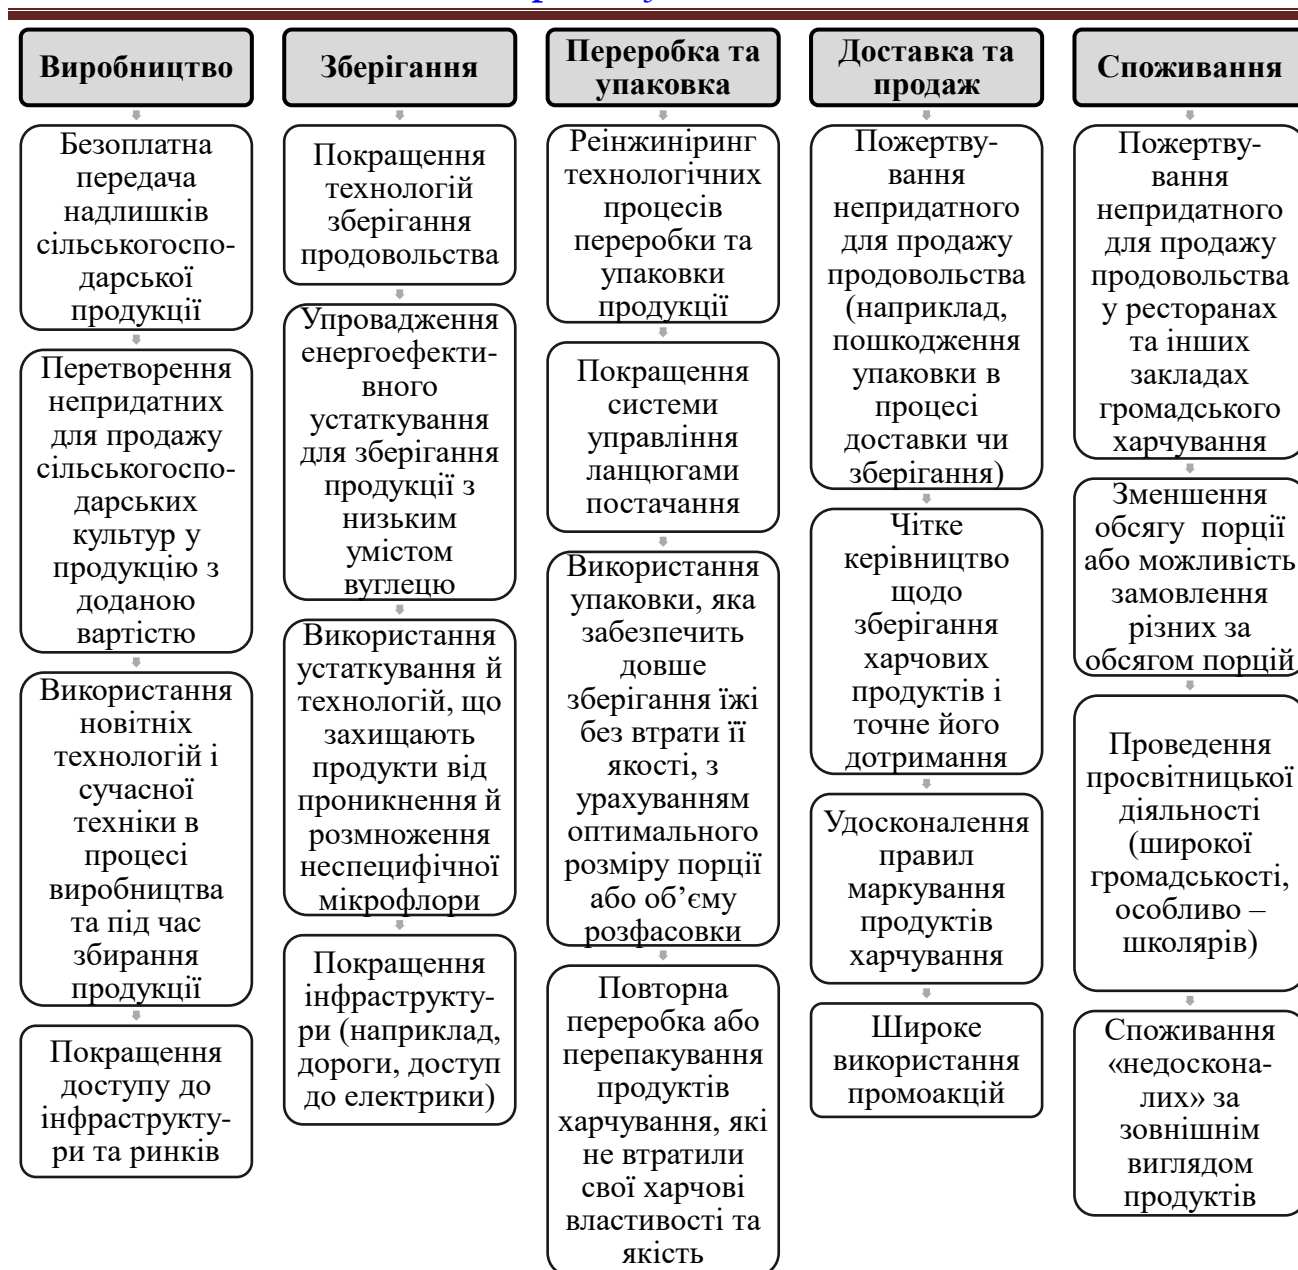 Виробництво
Безоплатна
передача
надлишків
сільськогоспо-
дарської
продукції
Перетворення
непридатних
для продажу
сільськогоспо-
дарських
культур у
продукцію з
доданою
вартістю
Використання
новітніх
технологій і
сучасної
техніки в
процесі
виробництва
та під час
збирання
продукції
Покращення
доступу до
інфраструкту-
ри та ринків
Зберігання
Покращення
технологій
зберігання
продовольства
Упровадження
енергоефекти-
вного
устаткування
для зберігання
продукції з
низьким
умістом
вуглецю
Використання
устаткування й
технологій, що
захищають
продукти від
проникнення й
розмноження
неспецифічної
мікрофлори
Покращення
інфраструкту-
ри (наприклад,
дороги, доступ
до електрики)
Переробка та
упаковка
Реінжиніринг
технологічних
процесів
переробки та
упаковки
продукції
Покращення
системи
управління
ланцюгами
постачання
Використання
упаковки, яка
забезпечить
довше
зберігання їжі
без втрати її
якості, з
урахуванням
оптимального
розміру порції
або об’єму
розфасовки
Повторна
переробка або
перепакування
продуктів
харчування, які
не втратили
свої харчові
властивості та
якість
Доставка та
продаж
Пожертву-
вання
непридатного
для продажу
продовольства
(наприклад,
пошкодження
упаковки в
процесі
доставки чи
зберігання)
Чітке
керівництво
щодо
зберігання
харчових
продуктів і
точне його
дотримання
Удосконалення
правил
маркування
продуктів
харчування
Широке
використання
промоакцій
Споживання
Пожертву-
вання
непридатного
для продажу
продовольства
у ресторанах
та інших
закладах
громадського
харчування
Зменшення
обсягу порції
або можливість
замовлення
різних за
обсягом порцій
Проведення
просвітницької
діяльності
(широкої
громадськості,
особливо –
школярів)
Споживання
«недоскона-
лих» за
зовнішнім
виглядом
продуктів